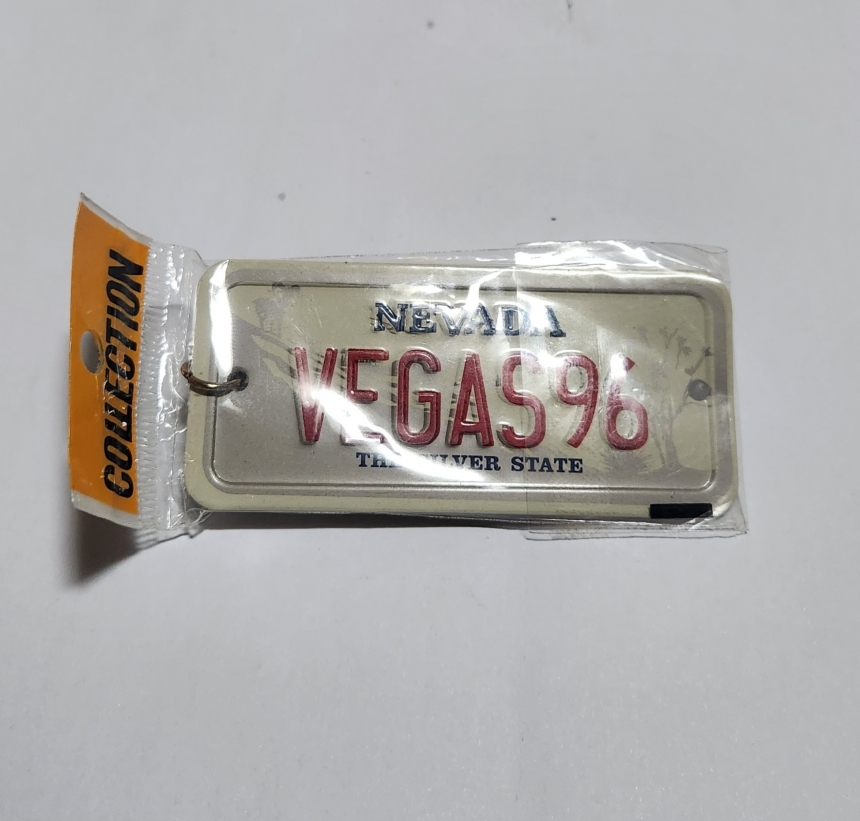 COLLECTION
NEVADA
VEGAS96
THE SILVER STATE